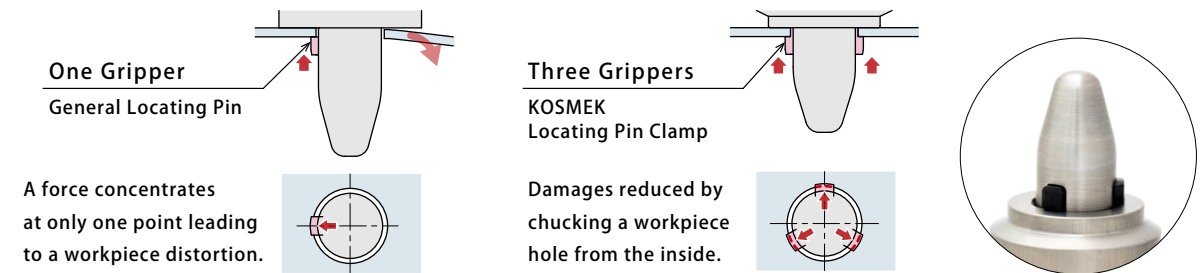 One Gripper
General Locating Pin
A force concentrates
at only one point leading
to a workpiece distortion.
Three Grippers
KOSMEK
Locating Pin Clamp
Damages reduced by
chucking a workpiece
hole from the inside.